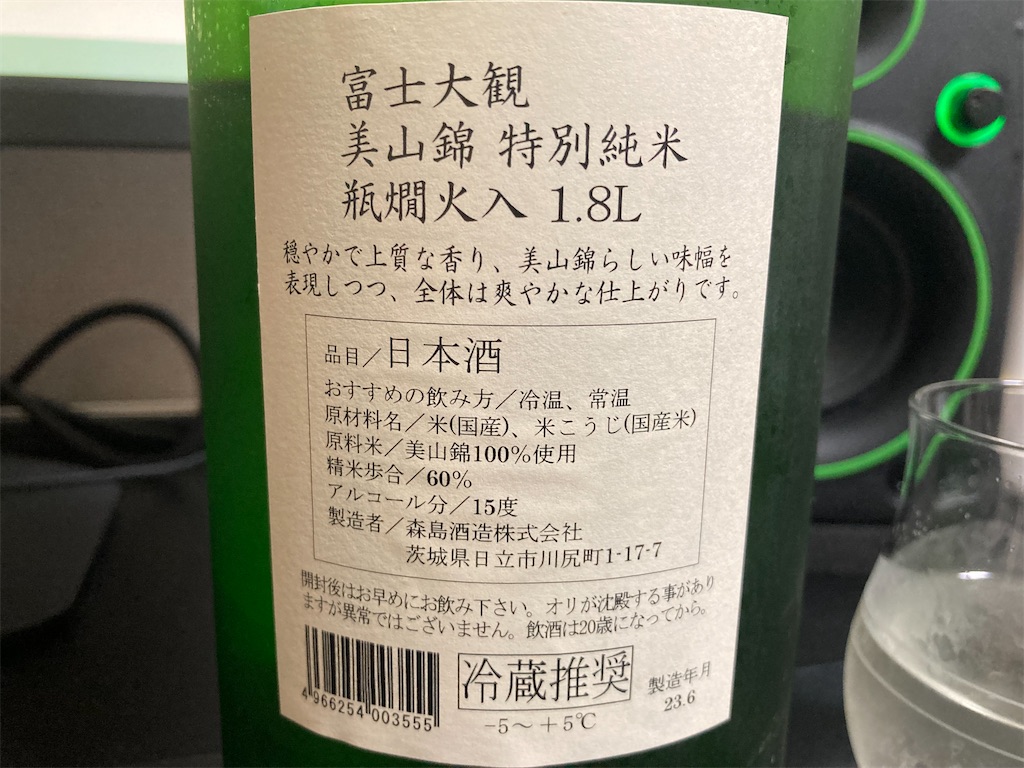 富士大観
美山錦 特別純米
瓶燗火入 1.8L
穏やかで上質な香り、美山錦らしい味幅を
表現しつつ、全体は爽やかな仕上がりです。
品目／日本酒
おすすめの飲み方／冷温、常温
原材料名／米(国産)、米こうじ(国産米)
原料米／美山錦100%使用
精米歩合／60%
アルコール分／15度
製造者／森島酒造株式会社
茨城県日立市川尻町1-17-7
開封後はお早めにお飲み下さい。オリが沈殿する事があり
ますが異常ではございません。飲酒は20歳になってから。
4 966254 003555
冷蔵推奨
-5～+5℃
製造年月
23.6